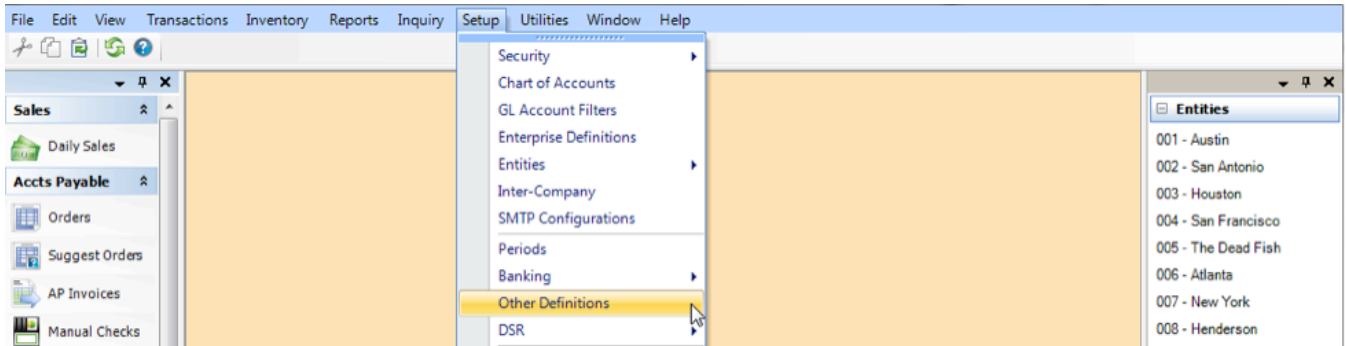 File Edit View Transactions Inventory Reports Inquiry Setup Utilities Window Help
Sales
Daily Sales
Accts Payable
Orders
Suggest Orders
AP Invoices
Manual Checks
Security
Chart of Accounts
GL Account Filters
Enterprise Definitions
Entities
Inter-Company
SMTP Configurations
Periods
Banking
Other Definitions
DSR
Entities
001 - Austin
002 - San Antonio
003 - Houston
004 - San Francisco
005 - The Dead Fish
006 - Atlanta
007 - New York
008 - Henderson